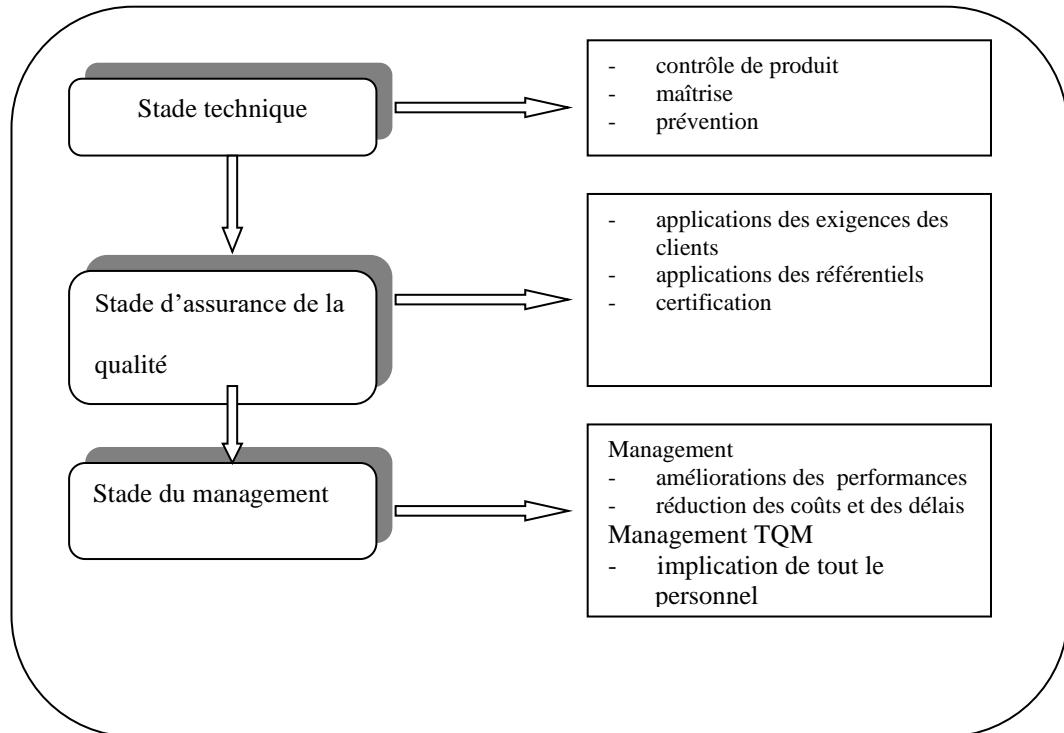 Stade technique
- contrôle de produit
- maîtrise
- prévention
Stade d’assurance de la
qualité
- applications des exigences des
clients
- applications des référentiels
- certification
Stade du management
Management
- améliorations des performances
- réduction des coûts et des délais
Management TQM
- implication de tout le
personnel